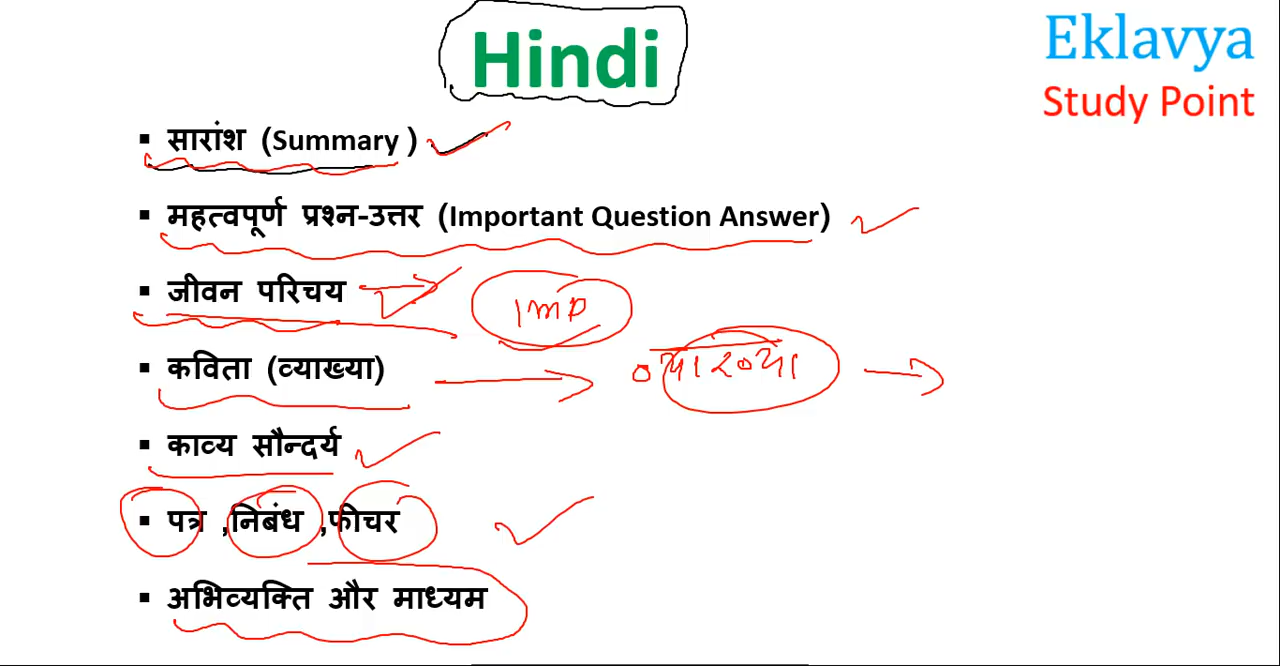 Hindi
Eklavya
Study Point
▪ सारांश (Summary )
▪ महत्वपूर्ण प्रश्न-उत्तर (Important Question Answer)
▪ जीवन परिचय
IMP
▪ कविता (व्याख्या)
व्याख्या
▪ काव्य सौन्दर्य
▪ पत्र ,निबंध ,फीचर
▪ अभिव्यक्ति और माध्यम